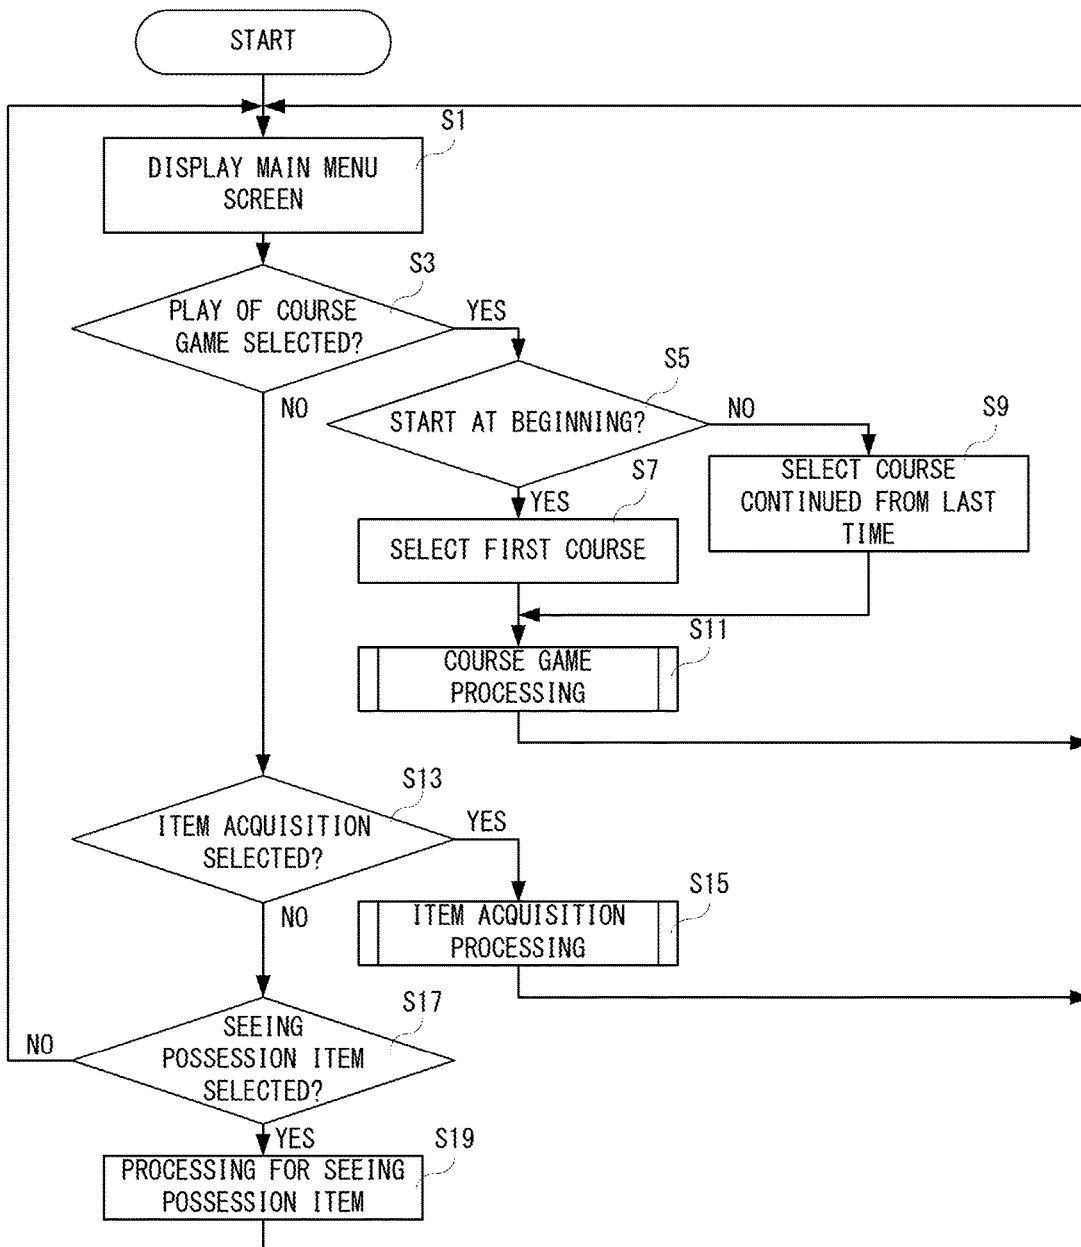 START
S1
DISPLAY MAIN MENU
SCREEN
S3
PLAY OF COURSE
GAME SELECTED?
YES
NO
S5
START AT BEGINNING?
NO
YES
S9
SELECT COURSE
CONTINUED FROM LAST
TIME
S7
SELECT FIRST COURSE
S11
COURSE GAME
PROCESSING
S13
ITEM ACQUISITION
SELECTED?
YES
NO
S15
ITEM ACQUISITION
PROCESSING
S17
SEEING
POSSESSION ITEM
SELECTED?
NO
YES
S19
PROCESSING FOR SEEING
POSSESSION ITEM